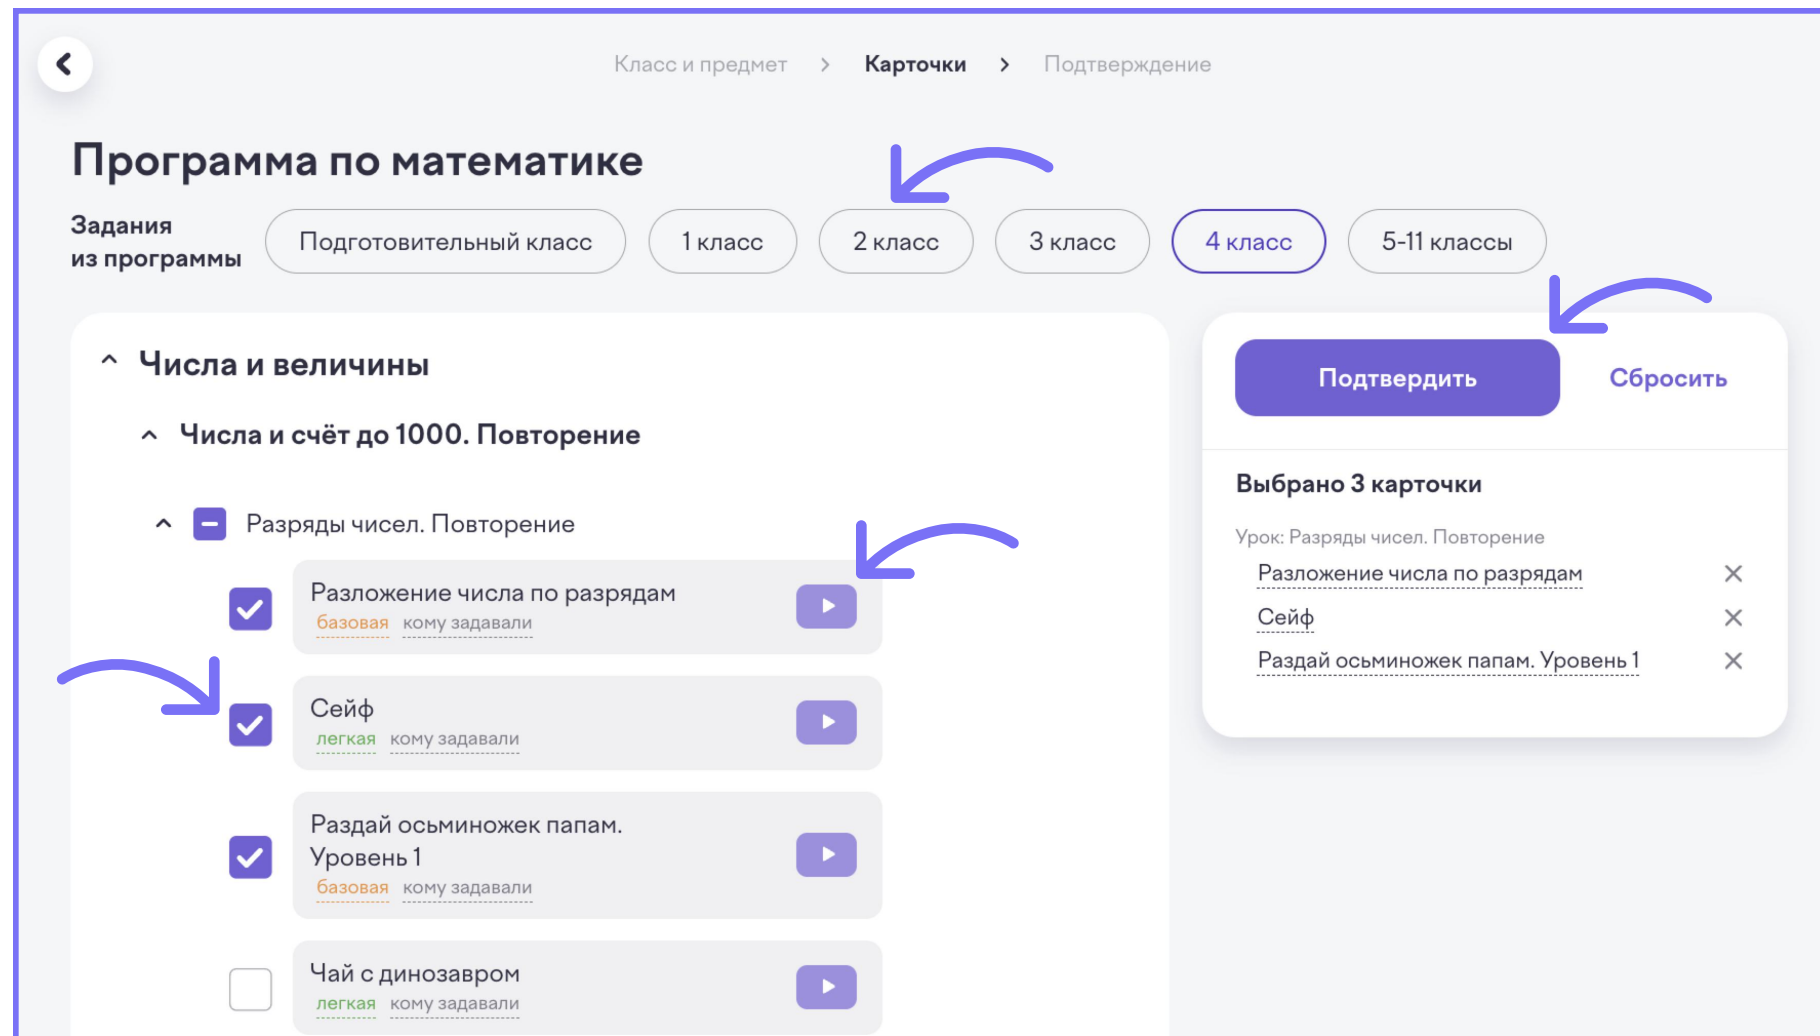 Класс и предмет > Карточки > Подтверждение
Программа по математике
Задания
из программы
Подготовительный класс
1 класс
2 класс
3 класс
4 класс
5-11 классы
Числа и величины
Числа и счёт до 1000. Повторение
Разряды чисел. Повторение
Разложение числа по разрядам
базовая кому задавали
Сейф
легкая кому задавали
Раздай осьминожек папам.
Уровень 1
базовая кому задавали
Чай с динозавром
легкая кому задавали
Подтвердить
Сбросить
Выбрано 3 карточки
Урок: Разряды чисел. Повторение
Разложение числа по разрядам
Сейф
Раздай осьминожек папам. Уровень 1